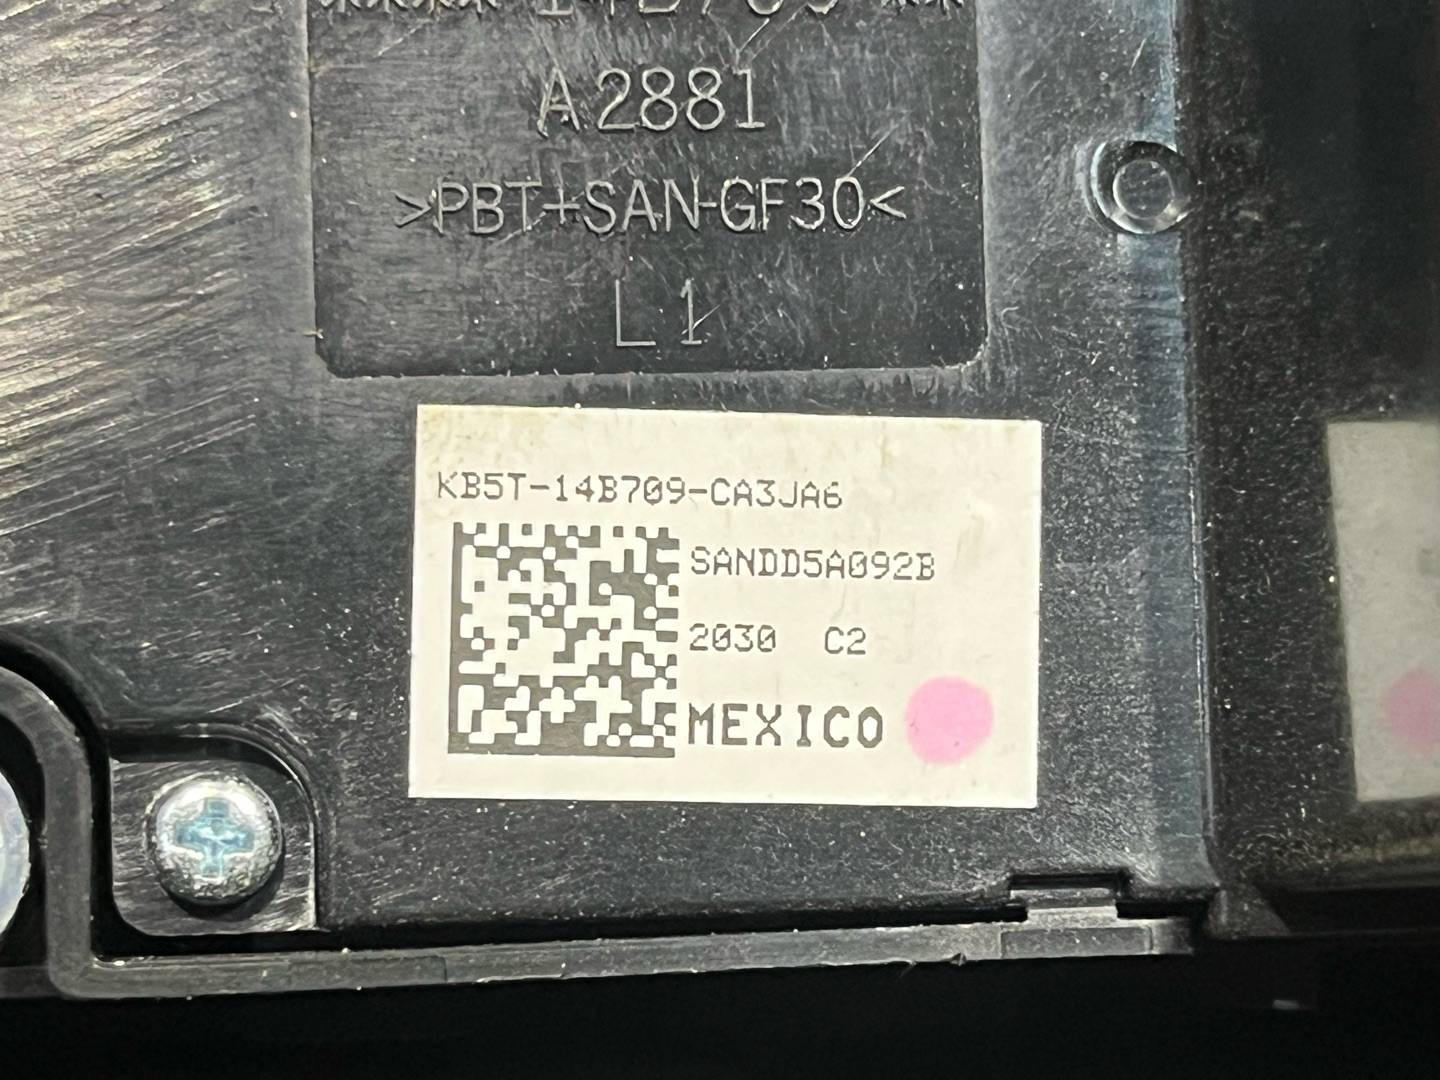 A2881
>PBT+SAN-GF30<
L1
KB5T-14B709-CA3JA6
SANDD5A092B
2030 C2
MEXICO